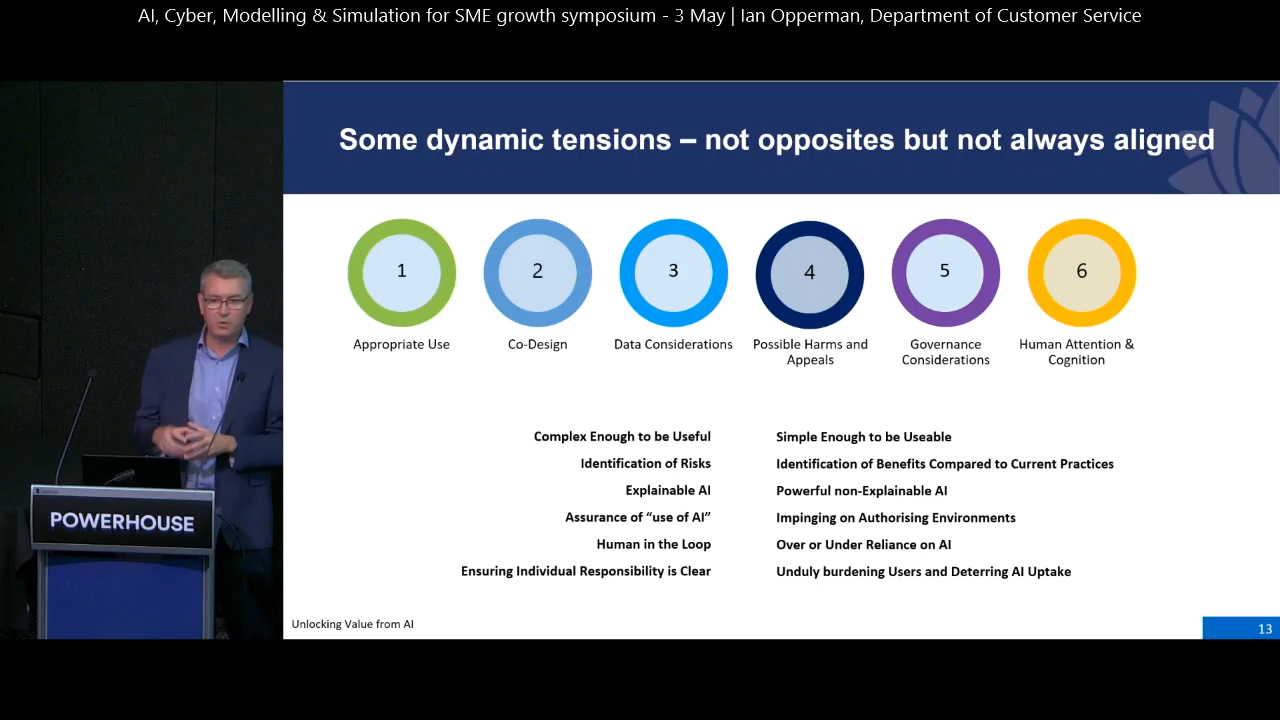 AI, Cyber, Modelling & Simulation for SME growth symposium - 3 May | Ian Opperman, Department of Customer Service
Some dynamic tensions – not opposites but not always aligned
1
2
3
4
5
6
Appropriate Use
Co-Design
Data Considerations
Possible Harms and
Appeals
Governance
Considerations
Human Attention &
Cognition
Complex Enough to be Useful
Simple Enough to be Useable
Identification of Risks
Identification of Benefits Compared to Current Practices
Explainable AI
Powerful non-Explainable AI
Assurance of “use of AI”
Impinging on Authorising Environments
Human in the Loop
Over or Under Reliance on AI
Ensuring Individual Responsibility is Clear
Unduly burdening Users and Deterring AI Uptake
POWERHOUSE
Unlocking Value from AI
13